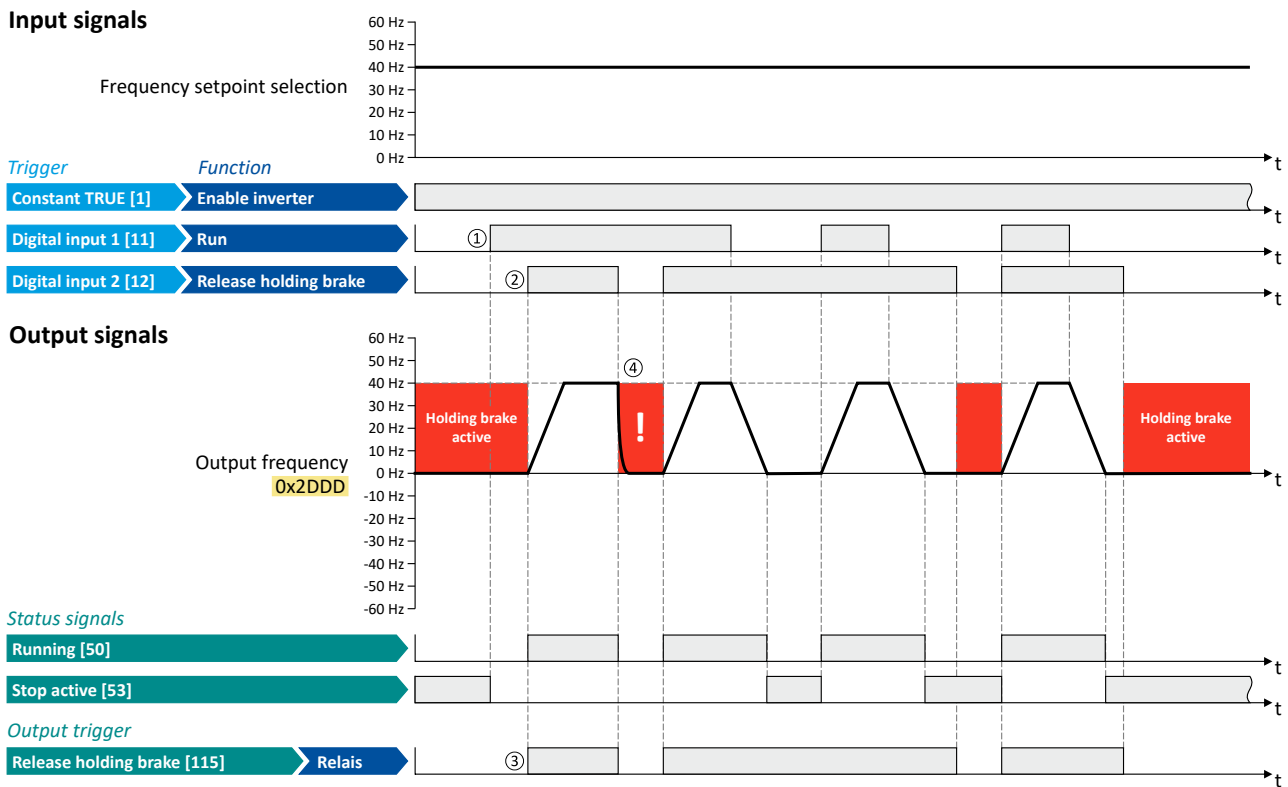 Input signals
Frequency setpoint selection
60 Hz
50 Hz
40 Hz
30 Hz
20 Hz
10 Hz
0 Hz
t
Trigger Function
Constant TRUE [1] Enable inverter
t
Digital input 1 [11] Run ①
t
Digital input 2 [12] Release holding brake ②
t
Output signals
60 Hz
50 Hz
40 Hz
30 Hz
20 Hz
10 Hz
0 Hz
-10 Hz
-20 Hz
-30 Hz
-40 Hz
-50 Hz
-60 Hz
④
Holding brake
active
!
Holding brake
active
Output frequency
0x2DDD
t
Status signals
Running [50]
t
Stop active [53]
t
Output trigger
Release holding brake [115] Relais ③
t